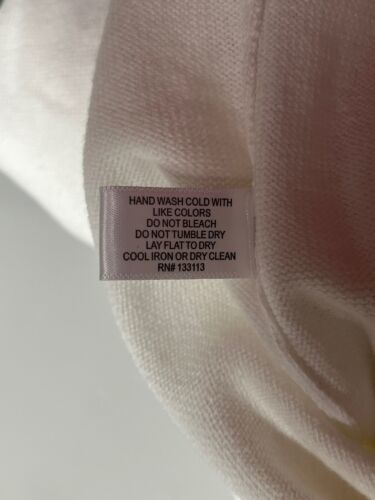 HAND WASH COLD WITH
LIKE COLORS
DO NOT BLEACH
DO NOT TUMBLE DRY
LAY FLAT TO DRY
COOL IRON OR DRY CLEAN
RN# 133113